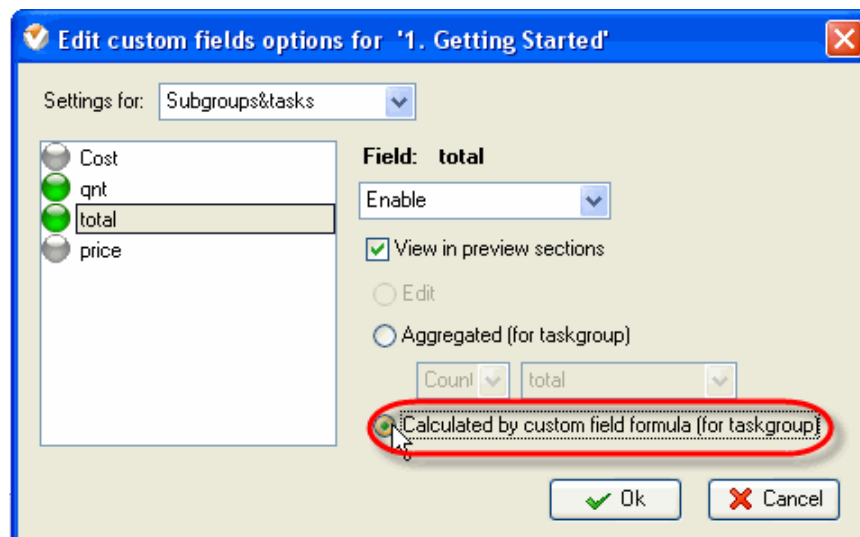 Edit custom fields options for '1. Getting Started'
Settings for: Subgroups&tasks
Cost
qnt
total
price
Field: total
Enable
View in preview sections
Edit
Aggregated (for taskgroup)
Count total
Calculated by custom field formula (for taskgroup)
Ok Cancel